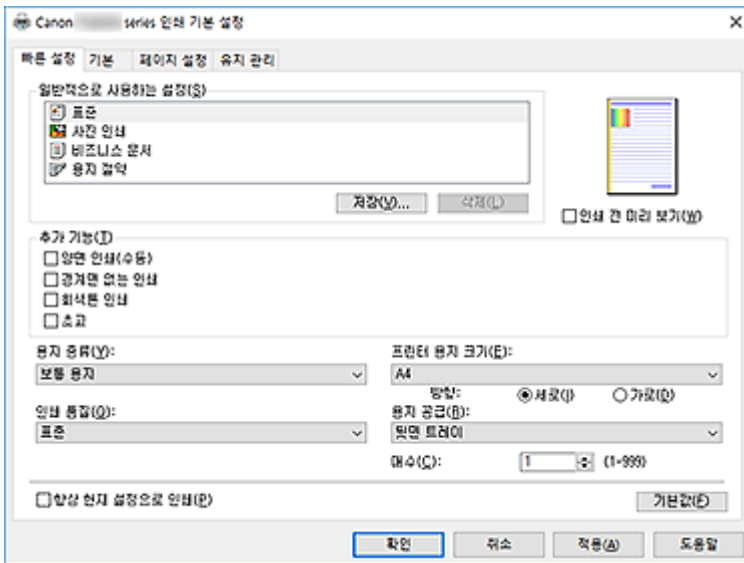 Canon series 인쇄 기본 설정
빠른 설정 기본 페이지 설정 유지 관리
일반적으로 사용하는 설정(S)
표준
사진 인쇄
비즈니스 문서
용지 절약
저장(V)... 삭제(L)
인쇄 전 미리 보기(W)
추가 기능(T)
양면 인쇄(수동)
경계면 없는 인쇄
회색톤 인쇄
초고
용지 종류(Y): 프린터 용지 크기(E):
보통 용지 A4
방향: 세로(J) 가로(D)
인쇄 품질(Q): 용지 공급(R):
표준 뒷면 트레이
매수(C): 1 (1-999)
항상 현재 설정으로 인쇄(P) 기본값(F)
확인 취소 적용(A) 도움말